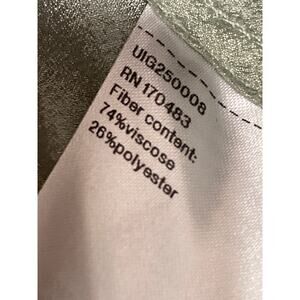 UIG250008
RN 170483
Fiber content:
74%viscose
26%polyester